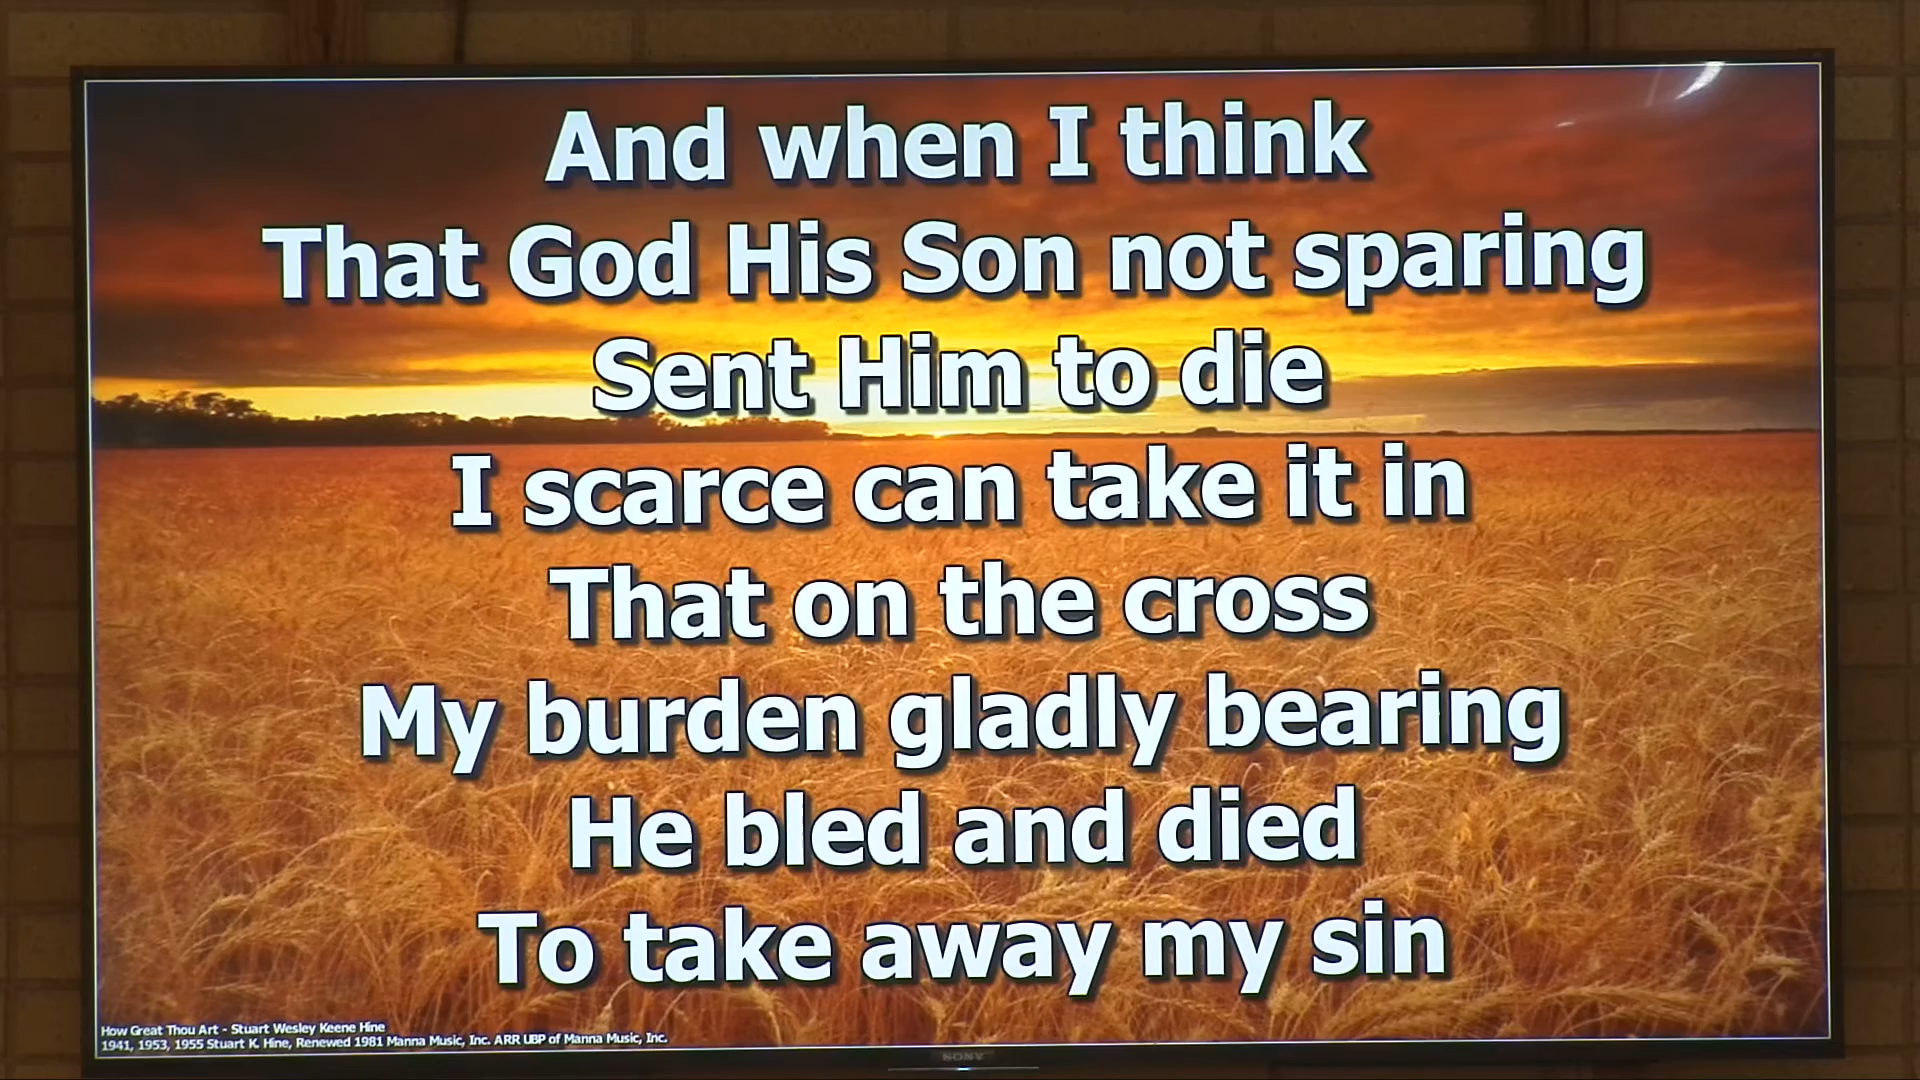 And when I think
That God His Son not sparing
Sent Him to die
I scarce can take it in
That on the cross
My burden gladly bearing
He bled and died
To take away my sin
How Great Thou Art - Stuart Wesley Keene Hine
1941, 1953, 1955 Stuart K. Hine, Renewed 1981 Manna Music, Inc. ARR UBP of Manna Music, Inc.
SONY